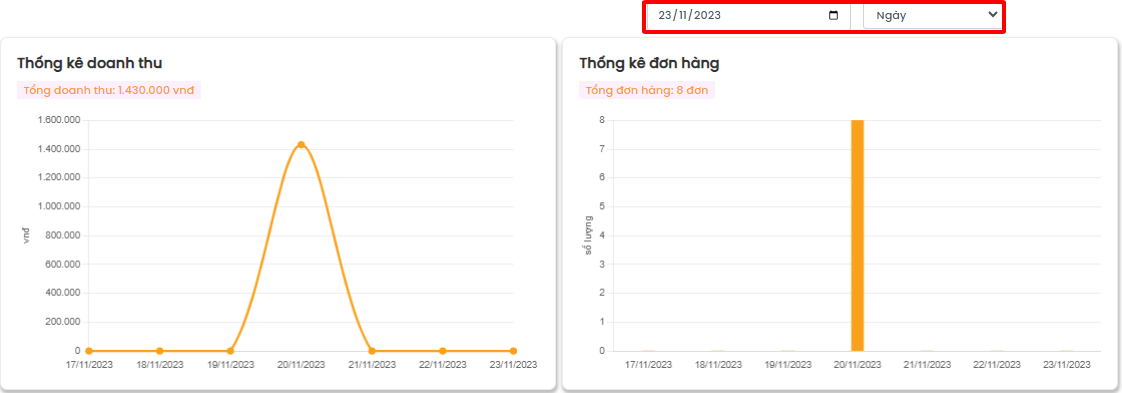 23/11/2023 Ngày
Thống kê doanh thu
Tổng doanh thu: 1.430.000 vnđ
1.600.000
1.400.000
1.200.000
1.000.000
800.000
600.000
400.000
200.000
0
vnđ
17/11/2023 18/11/2023 19/11/2023 20/11/2023 21/11/2023 22/11/2023 23/11/2023
Thống kê đơn hàng
Tổng đơn hàng: 8 đơn
8
7
6
5
4
3
2
1
0
số lượng
17/11/2023 18/11/2023 19/11/2023 20/11/2023 21/11/2023 22/11/2023 23/11/2023